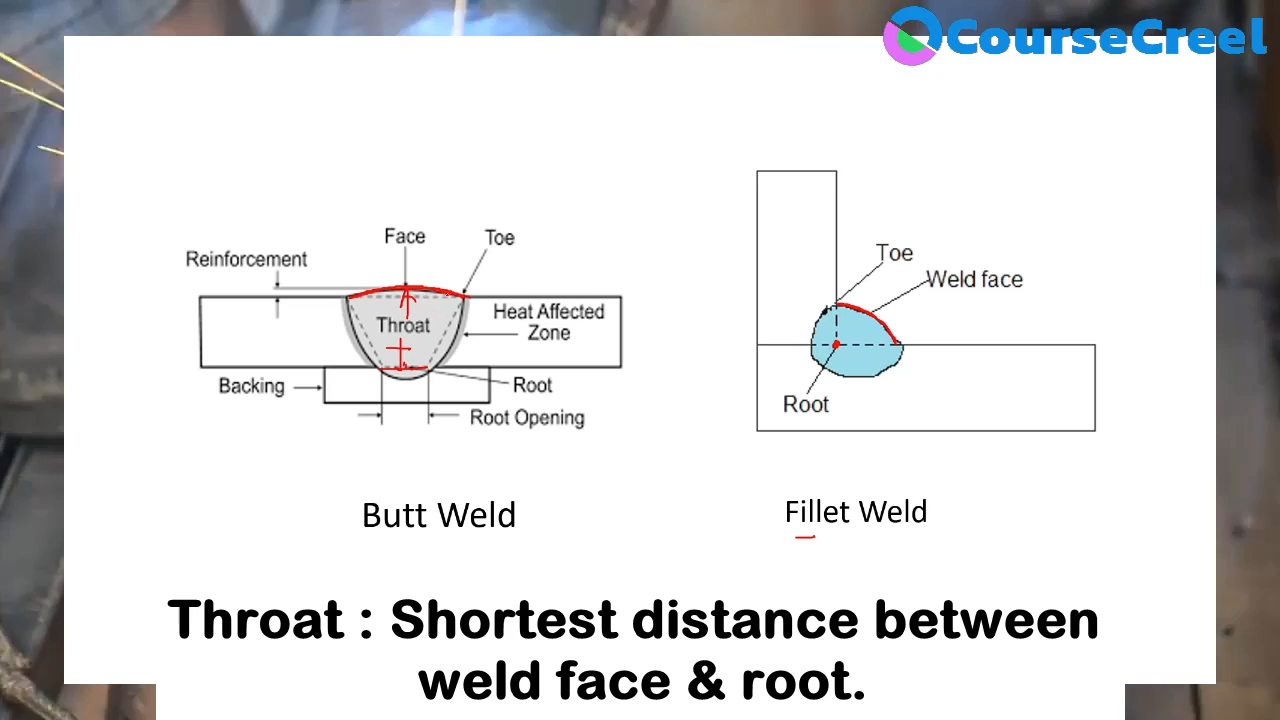 CourseCreel
Face
Toe
Reinforcement
Throat
Heat Affected
Zone
Backing
Root
Root Opening
Toe
Weld face
Root
Butt Weld
Fillet Weld
Throat : Shortest distance between
weld face & root.